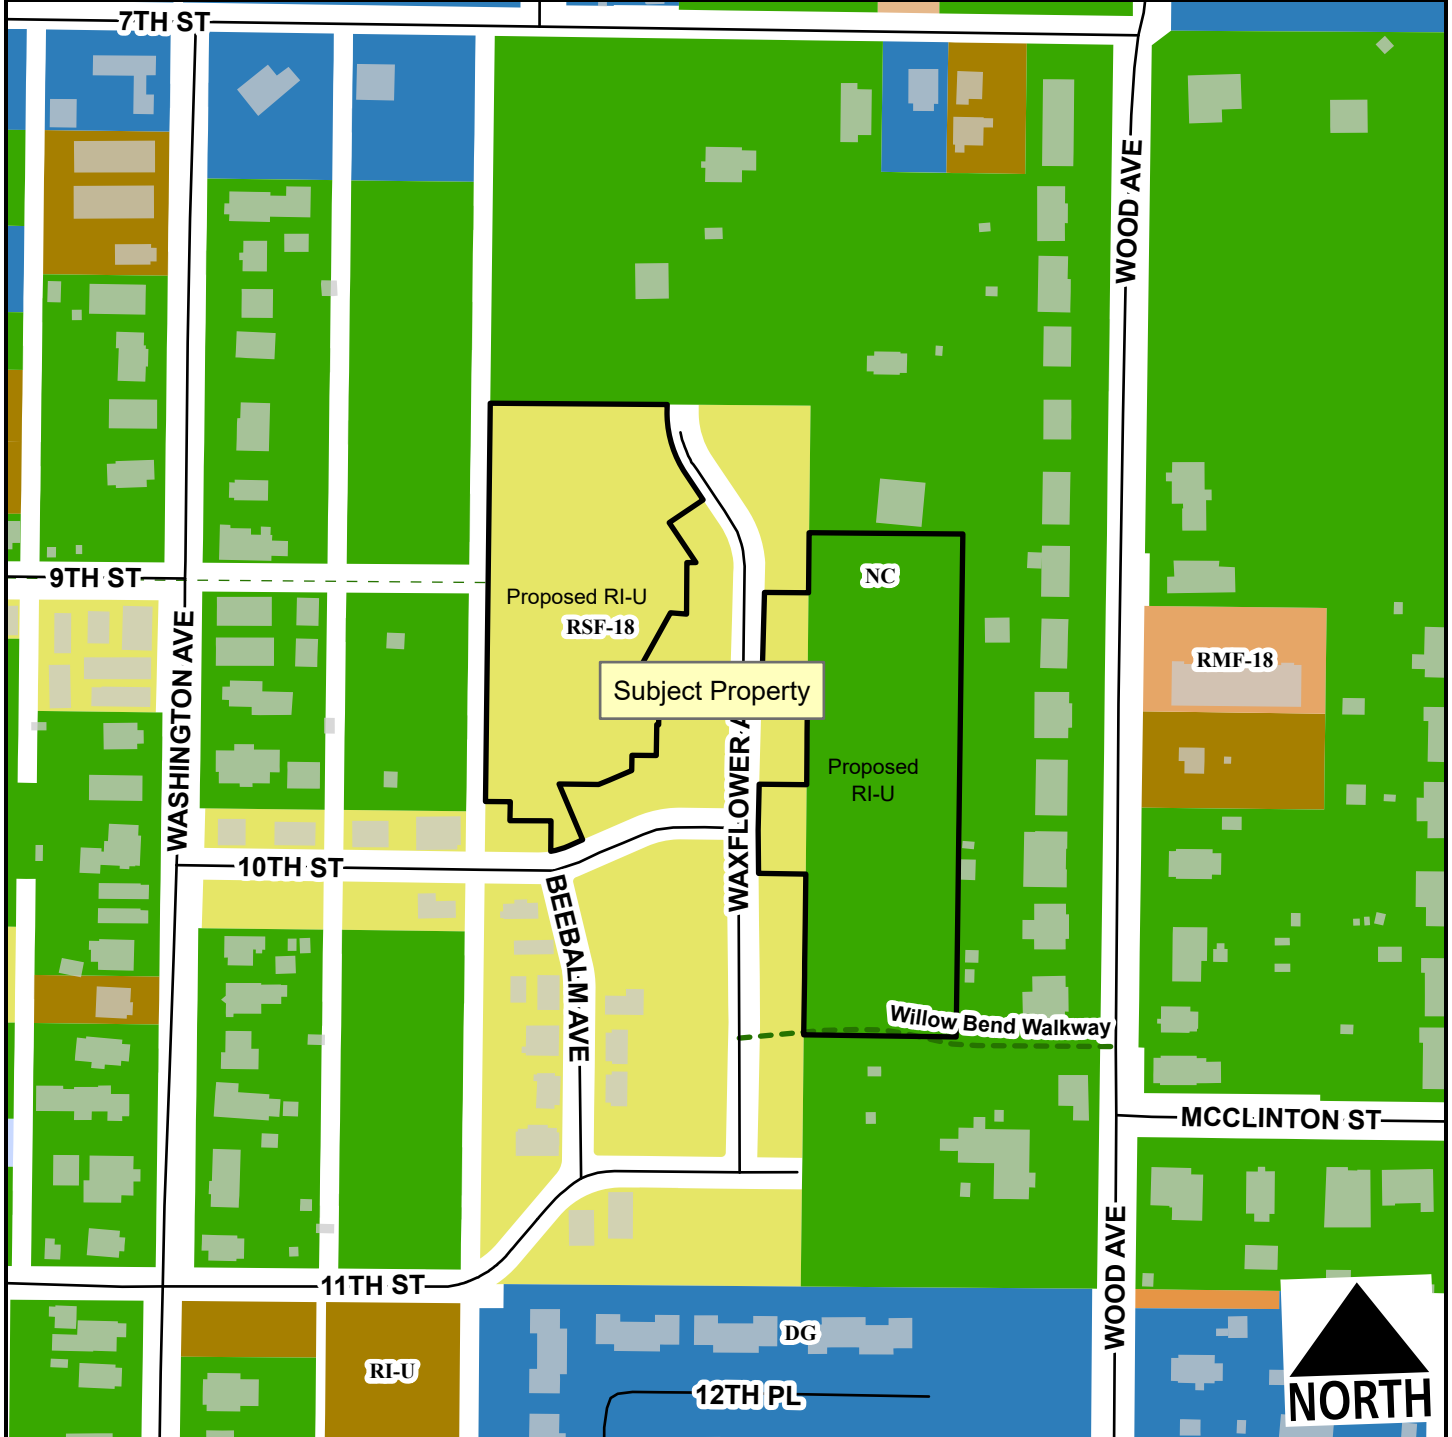 7TH ST
WOOD AVE
9TH ST
NC
Proposed RI-U
RSF-18
WASHINGTON AVE
RMF-18
Subject Property
WAXFLOWER A
Proposed
RI-U
10TH ST
BEEBALM AVE
Willow Bend Walkway
MCCLINTON ST
WOOD AVE
11TH ST
DG
RI-U
12TH PL
NORTH